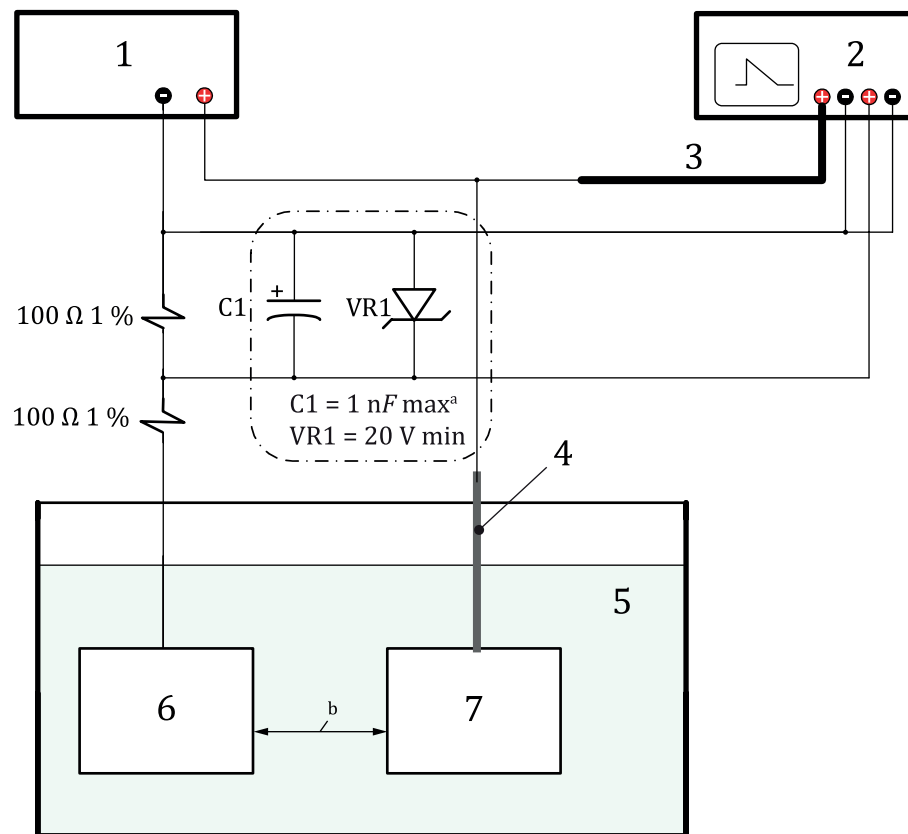 1
2
- +
+ - + -
3
+
C1
VR1
100 Ω 1 %
C1 = 1 nF maxᵃ
100 Ω 1 %
VR1 = 20 V min
4
5
6
b
7